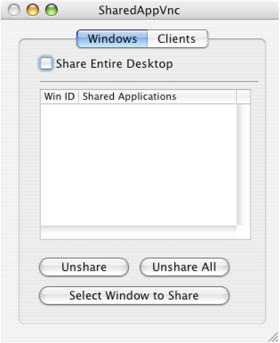 SharedAppVnc
Windows Clients
Share Entire Desktop
Win ID Shared Applications
Unshare Unshare All
Select Window to Share